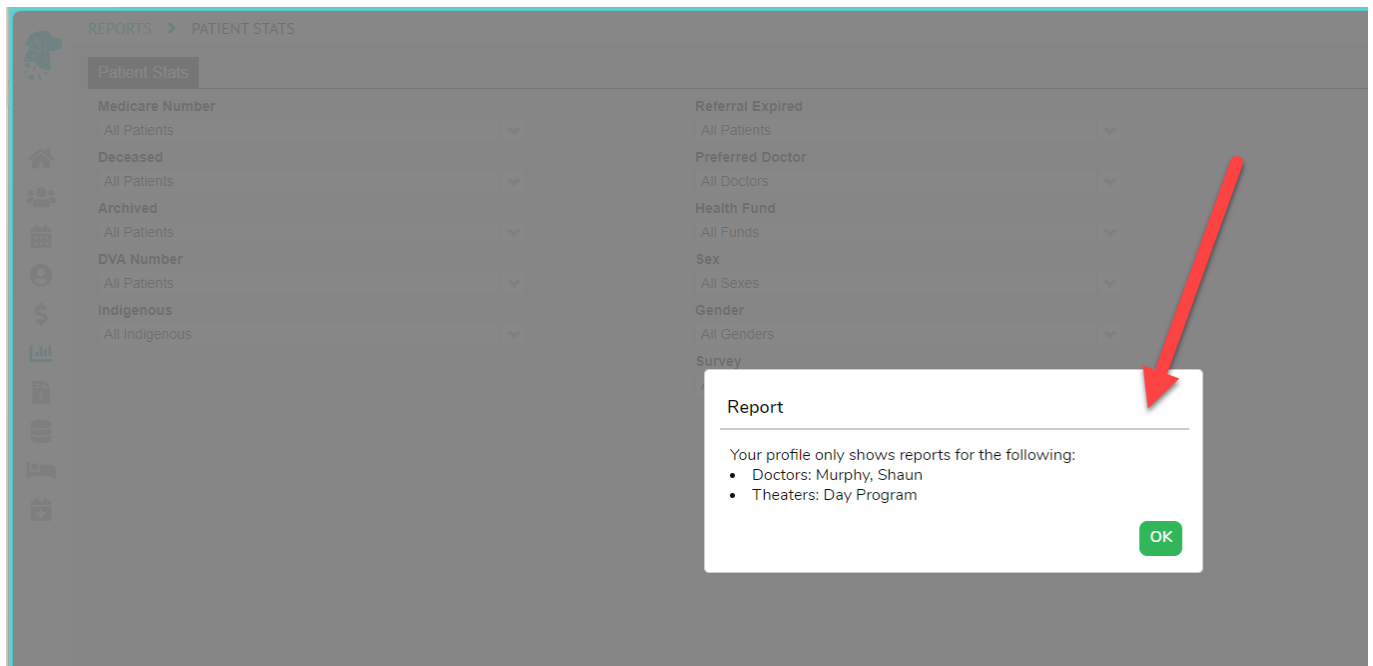 REPORTS > PATIENT STATS
Patient Stats
Medicare Number
All Patients
Deceased
All Patients
Archived
All Patients
DVA Number
All Patients
Indigenous
All Indigenous
Referral Expired
All Patients
Preferred Doctor
All Doctors
Health Fund
All Funds
Sex
All Sexes
Gender
All Genders
Survey
Report
Your profile only shows reports for the following:
• Doctors: Murphy, Shaun
• Theaters: Day Program
OK